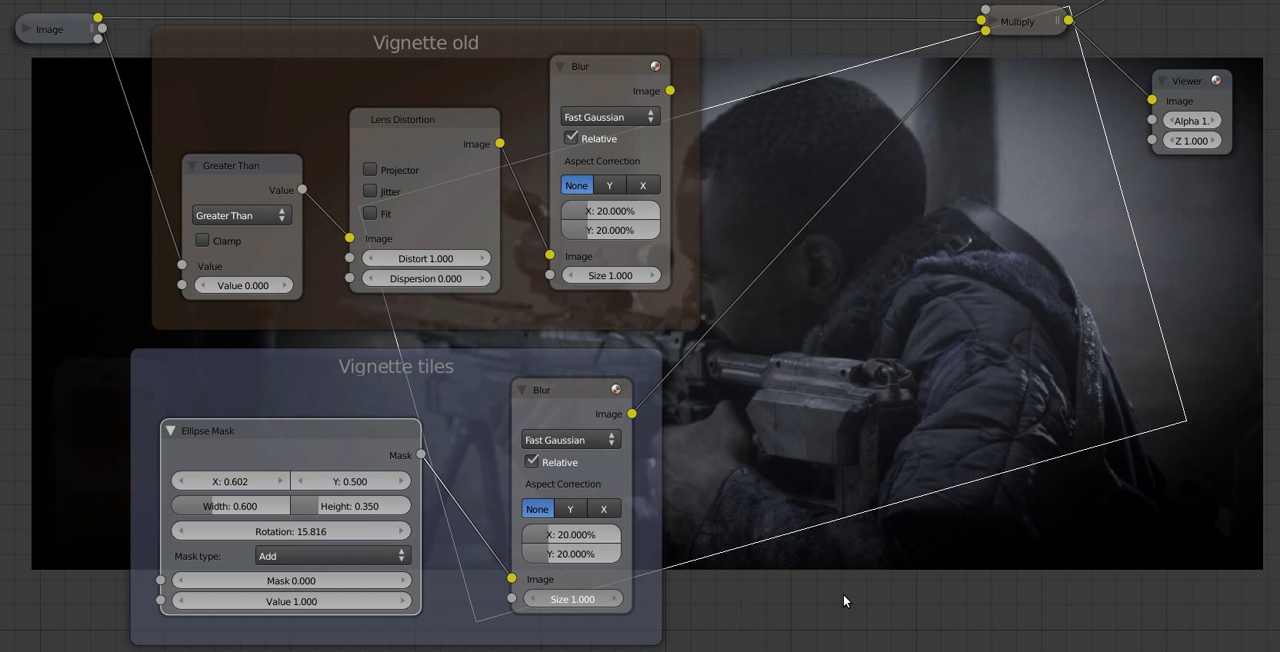 Image
Multiply
Vignette old
Blur
Image
Fast Gaussian
Relative
Aspect Correction
None Y X
X: 20.000%
Y: 20.000%
Image
Size 1.000
Lens Distortion
Image
Projector
Jitter
Fit
Image
Distort 1.000
Dispersion 0.000
Greater Than
Value
Greater Than
Clamp
Value
Value 0.000
Viewer
Image
Alpha 1.
Z 1.000
Vignette tiles
Ellipse Mask
Mask
X: 0.602 Y: 0.500
Width: 0.600 Height: 0.350
Rotation: 15.816
Mask type: Add
Mask 0.000
Value 1.000
Blur
Image
Fast Gaussian
Relative
Aspect Correction
None Y X
X: 20.000%
Y: 20.000%
Image
Size 1.000